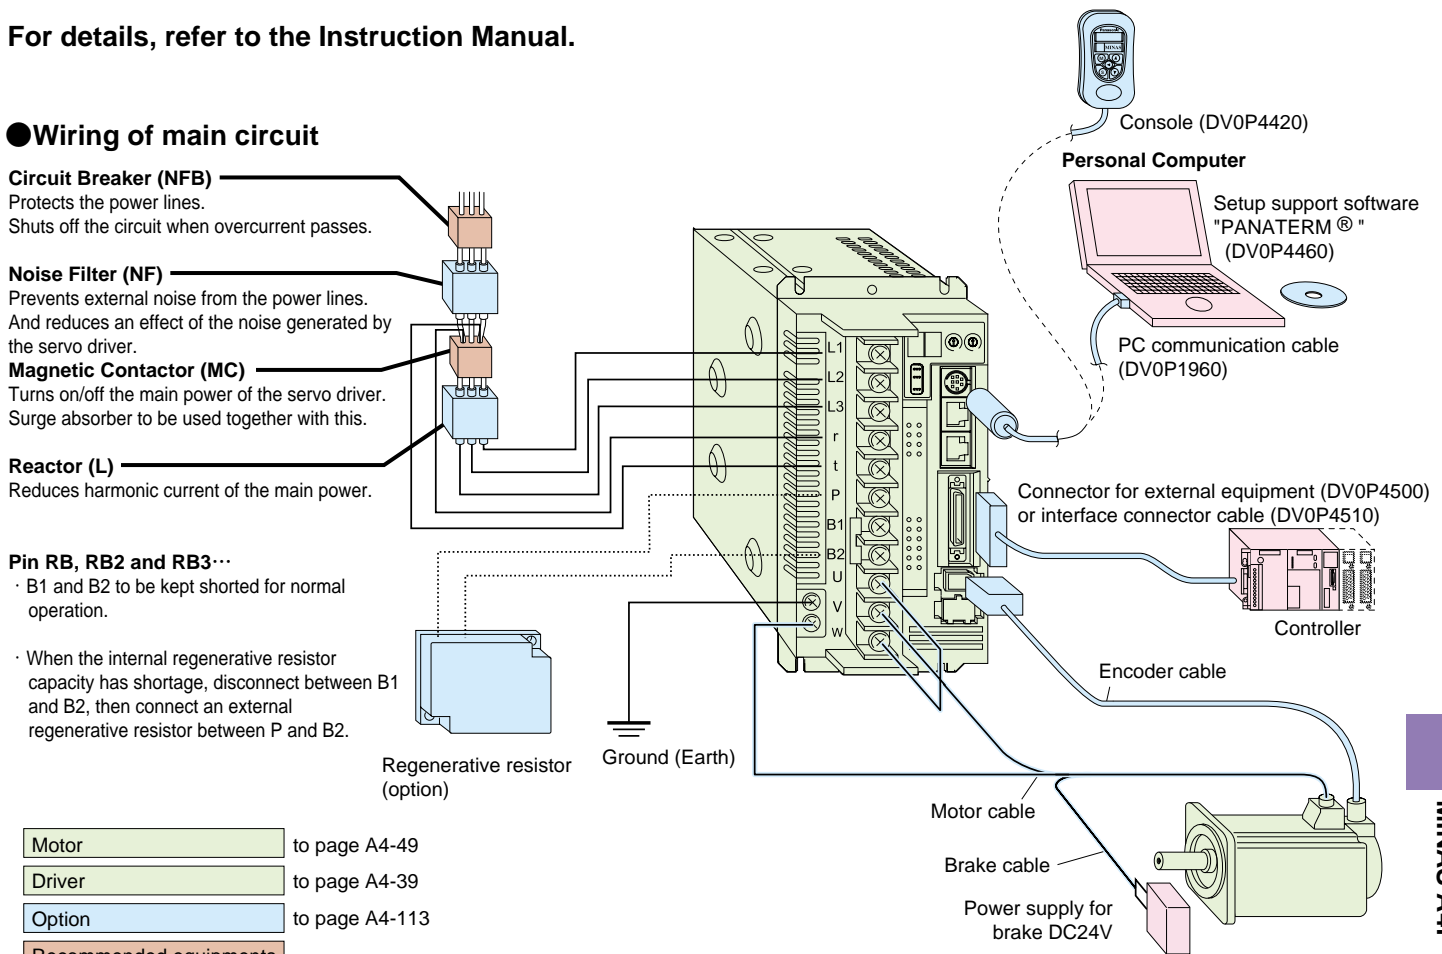 For details, refer to the Instruction Manual.
●Wiring of main circuit
Circuit Breaker (NFB)
Protects the power lines.
Shuts off the circuit when overcurrent passes.
Noise Filter (NF)
Prevents external noise from the power lines.
And reduces an effect of the noise generated by
the servo driver.
Magnetic Contactor (MC)
Turns on/off the main power of the servo driver.
Surge absorber to be used together with this.
Reactor (L)
Reduces harmonic current of the main power.
Pin RB, RB2 and RB3···
· B1 and B2 to be kept shorted for normal
operation.
· When the internal regenerative resistor
capacity has shortage, disconnect between B1
and B2, then connect an external
regenerative resistor between P and B2.
Regenerative resistor
(option)
Ground (Earth)
L1
L2
L3
r
t
P
B1
B2
U
V
W
Panasonic
MINAS
Console (DV0P4420)
Personal Computer
Setup support software
"PANATERM ® "
(DV0P4460)
PC communication cable
(DV0P1960)
Connector for external equipment (DV0P4500)
or interface connector cable (DV0P4510)
Controller
Encoder cable
Motor cable
Brake cable
Power supply for
brake DC24V
Motor to page A4-49
Driver to page A4-39
Option to page A4-113
Recommended equipments